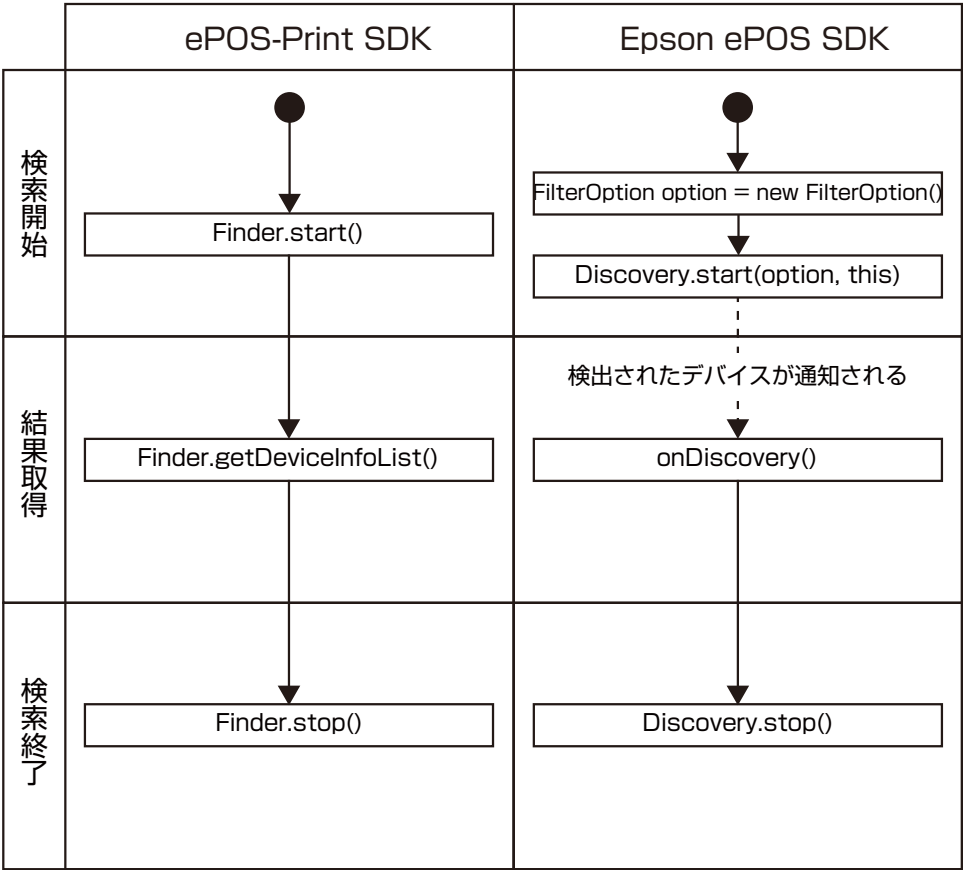 ePOS-Print SDK
Epson ePOS SDK
検索開始
Finder.start()
FilterOption option = new FilterOption()
Discovery.start(option, this)
検出されたデバイスが通知される
結果取得
Finder.getDeviceInfoList()
onDiscovery()
検索終了
Finder.stop()
Discovery.stop()